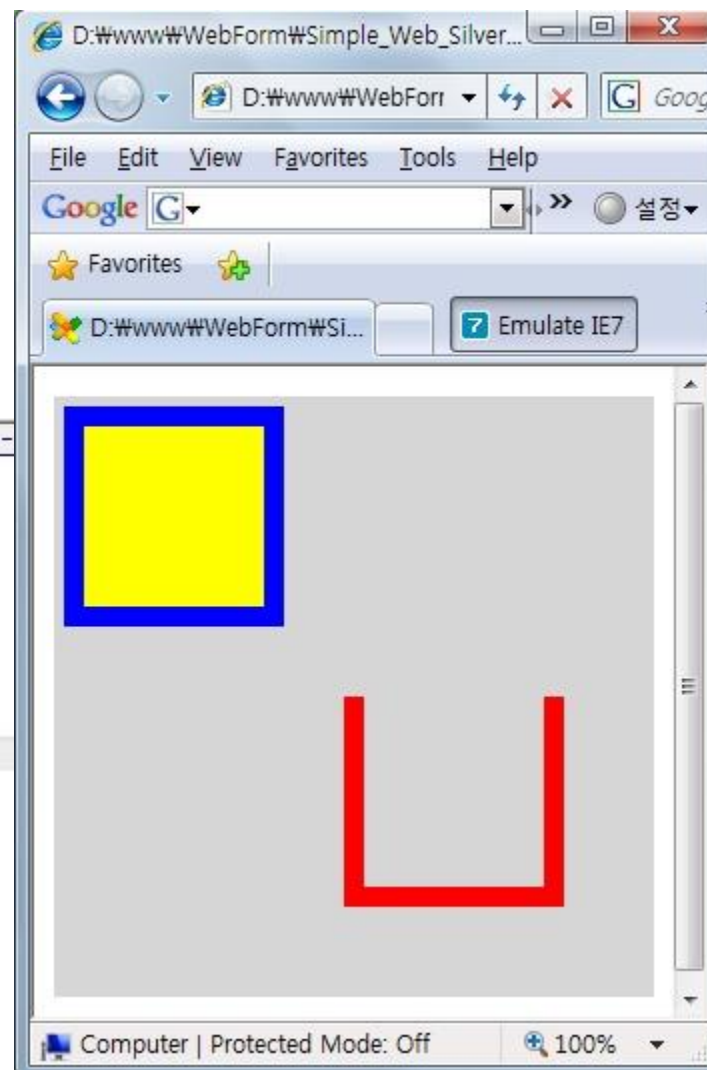 D:₩www₩WebForm₩Simple_Web_Silver...
D:₩www₩WebForr
Goog
File Edit View Favorites Tools Help
Google G 설정
Favorites
D:₩www₩WebForm₩Si...
7 Emulate IE7
Computer | Protected Mode: Off 100%